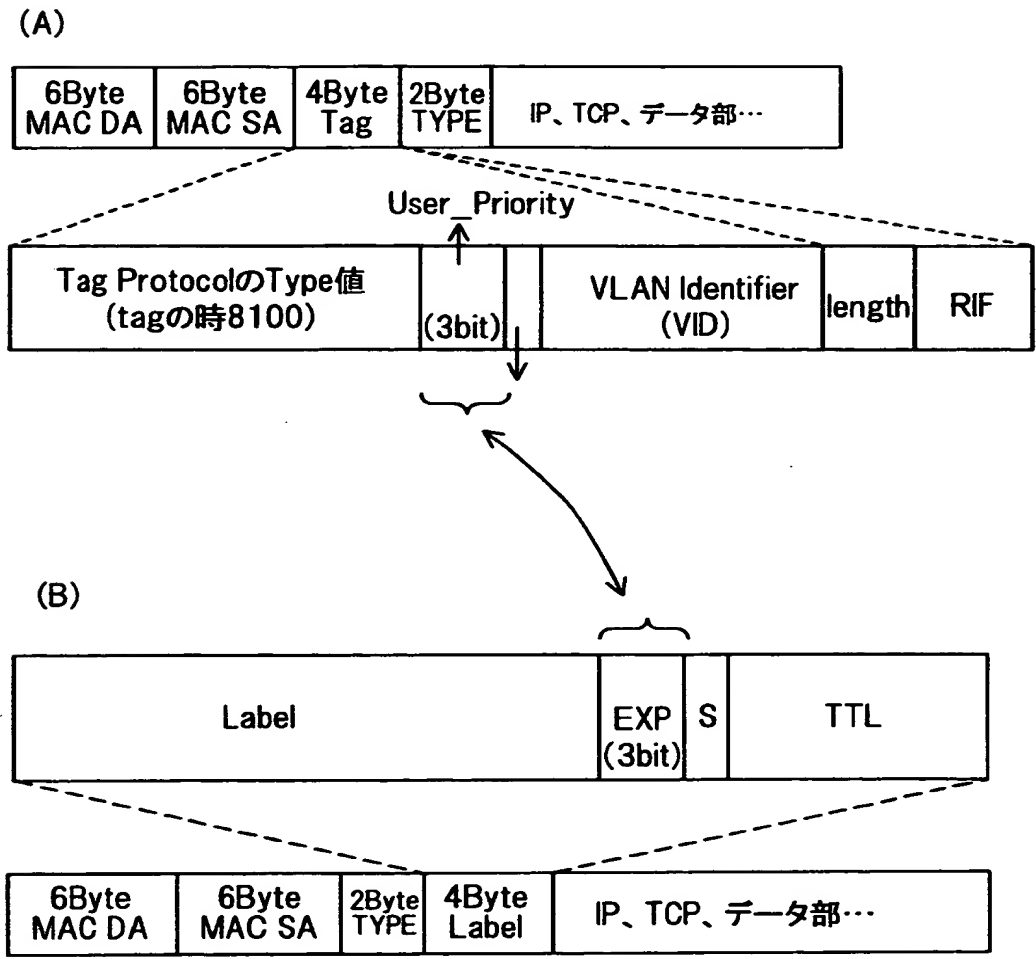 (A)
6Byte MAC DA
6Byte MAC SA
4Byte Tag
2Byte TYPE
IP、TCP、データ部…
User_Priority
Tag ProtocolのType値
(tagの時8100)
(3bit)
VLAN Identifier
(VID)
length
RIF
(B)
Label
EXP
(3bit)
S
TTL
6Byte MAC DA
6Byte MAC SA
2Byte TYPE
4Byte Label
IP、TCP、データ部…